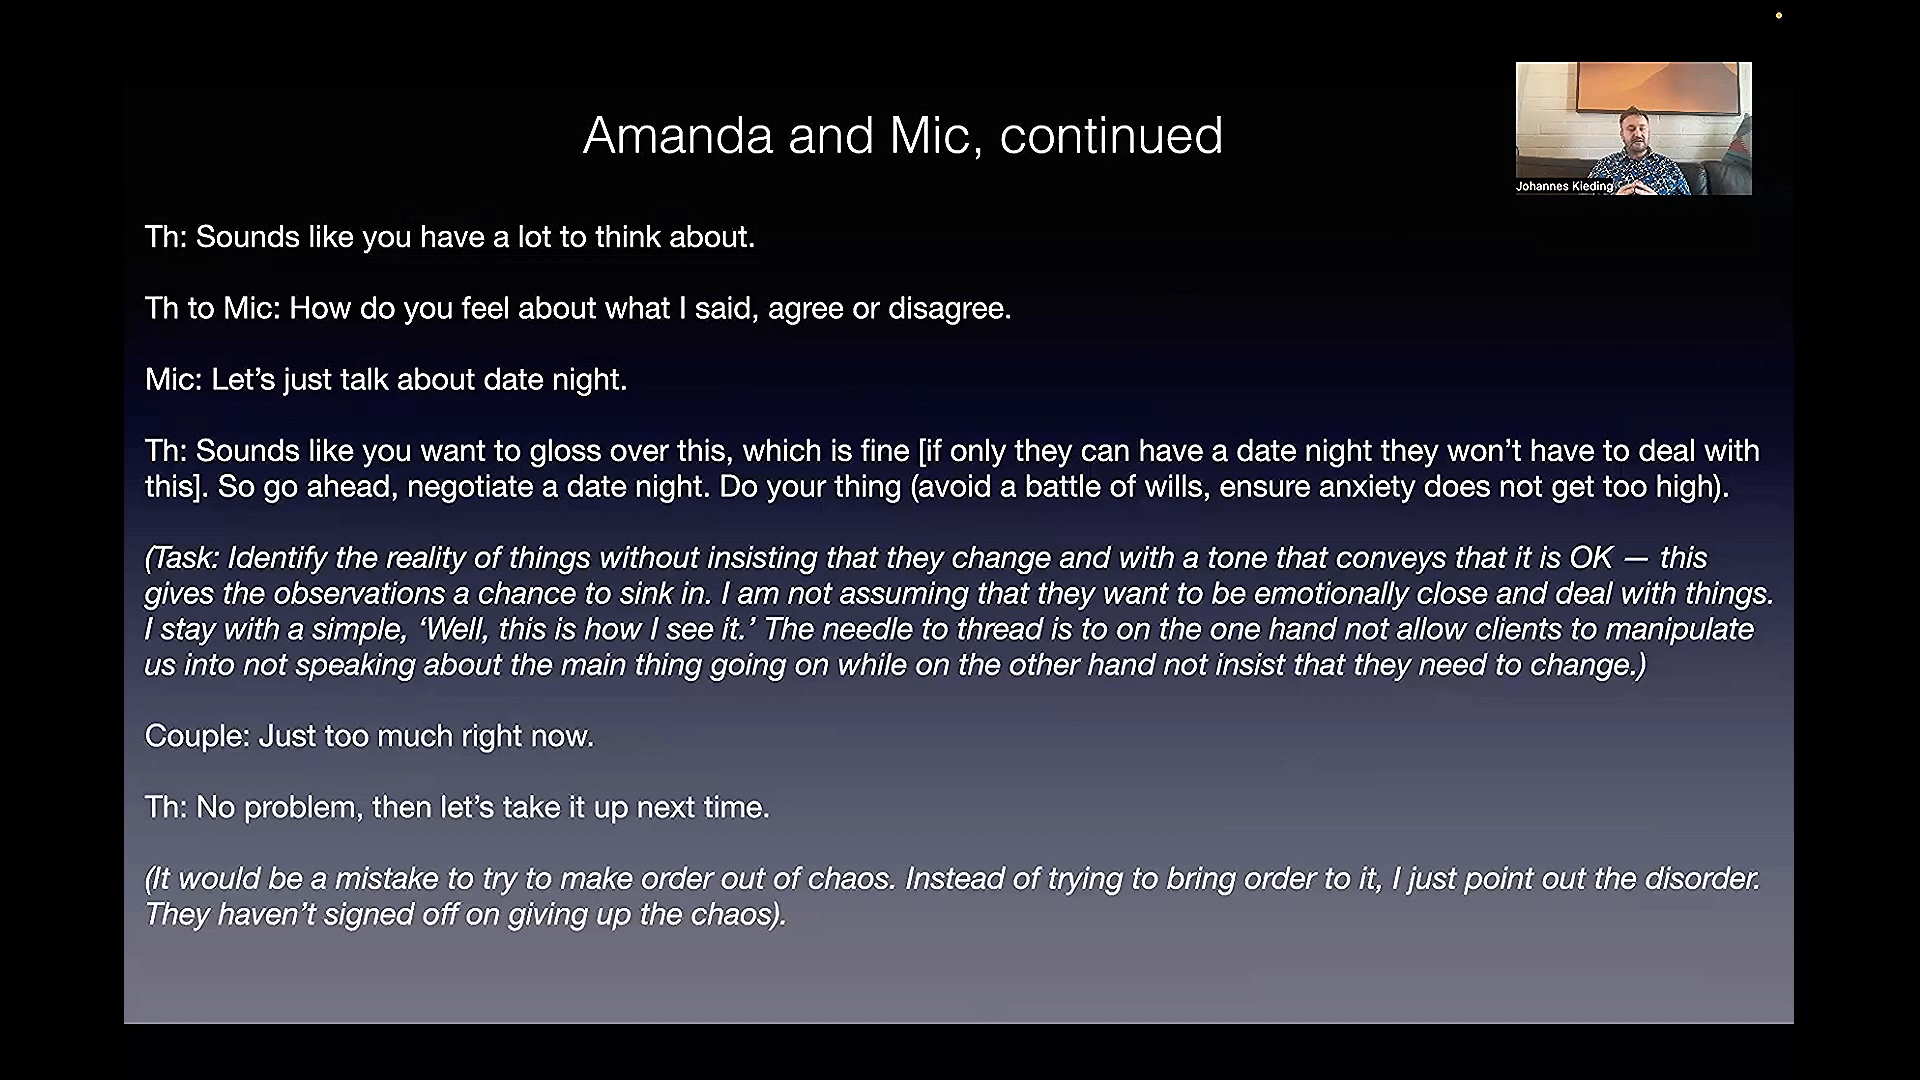 Amanda and Mic, continued
Johannes Kieding
Th: Sounds like you have a lot to think about.
Th to Mic: How do you feel about what I said, agree or disagree.
Mic: Let’s just talk about date night.
Th: Sounds like you want to gloss over this, which is fine [if only they can have a date night they won’t have to deal with
this]. So go ahead, negotiate a date night. Do your thing (avoid a battle of wills, ensure anxiety does not get too high).
(Task: Identify the reality of things without insisting that they change and with a tone that conveys that it is OK — this
gives the observations a chance to sink in. I am not assuming that they want to be emotionally close and deal with things.
I stay with a simple, ‘Well, this is how I see it.’ The needle to thread is to on the one hand not allow clients to manipulate
us into not speaking about the main thing going on while on the other hand not insist that they need to change.)
Couple: Just too much right now.
Th: No problem, then let’s take it up next time.
(It would be a mistake to try to make order out of chaos. Instead of trying to bring order to it, I just point out the disorder.
They haven’t signed off on giving up the chaos).